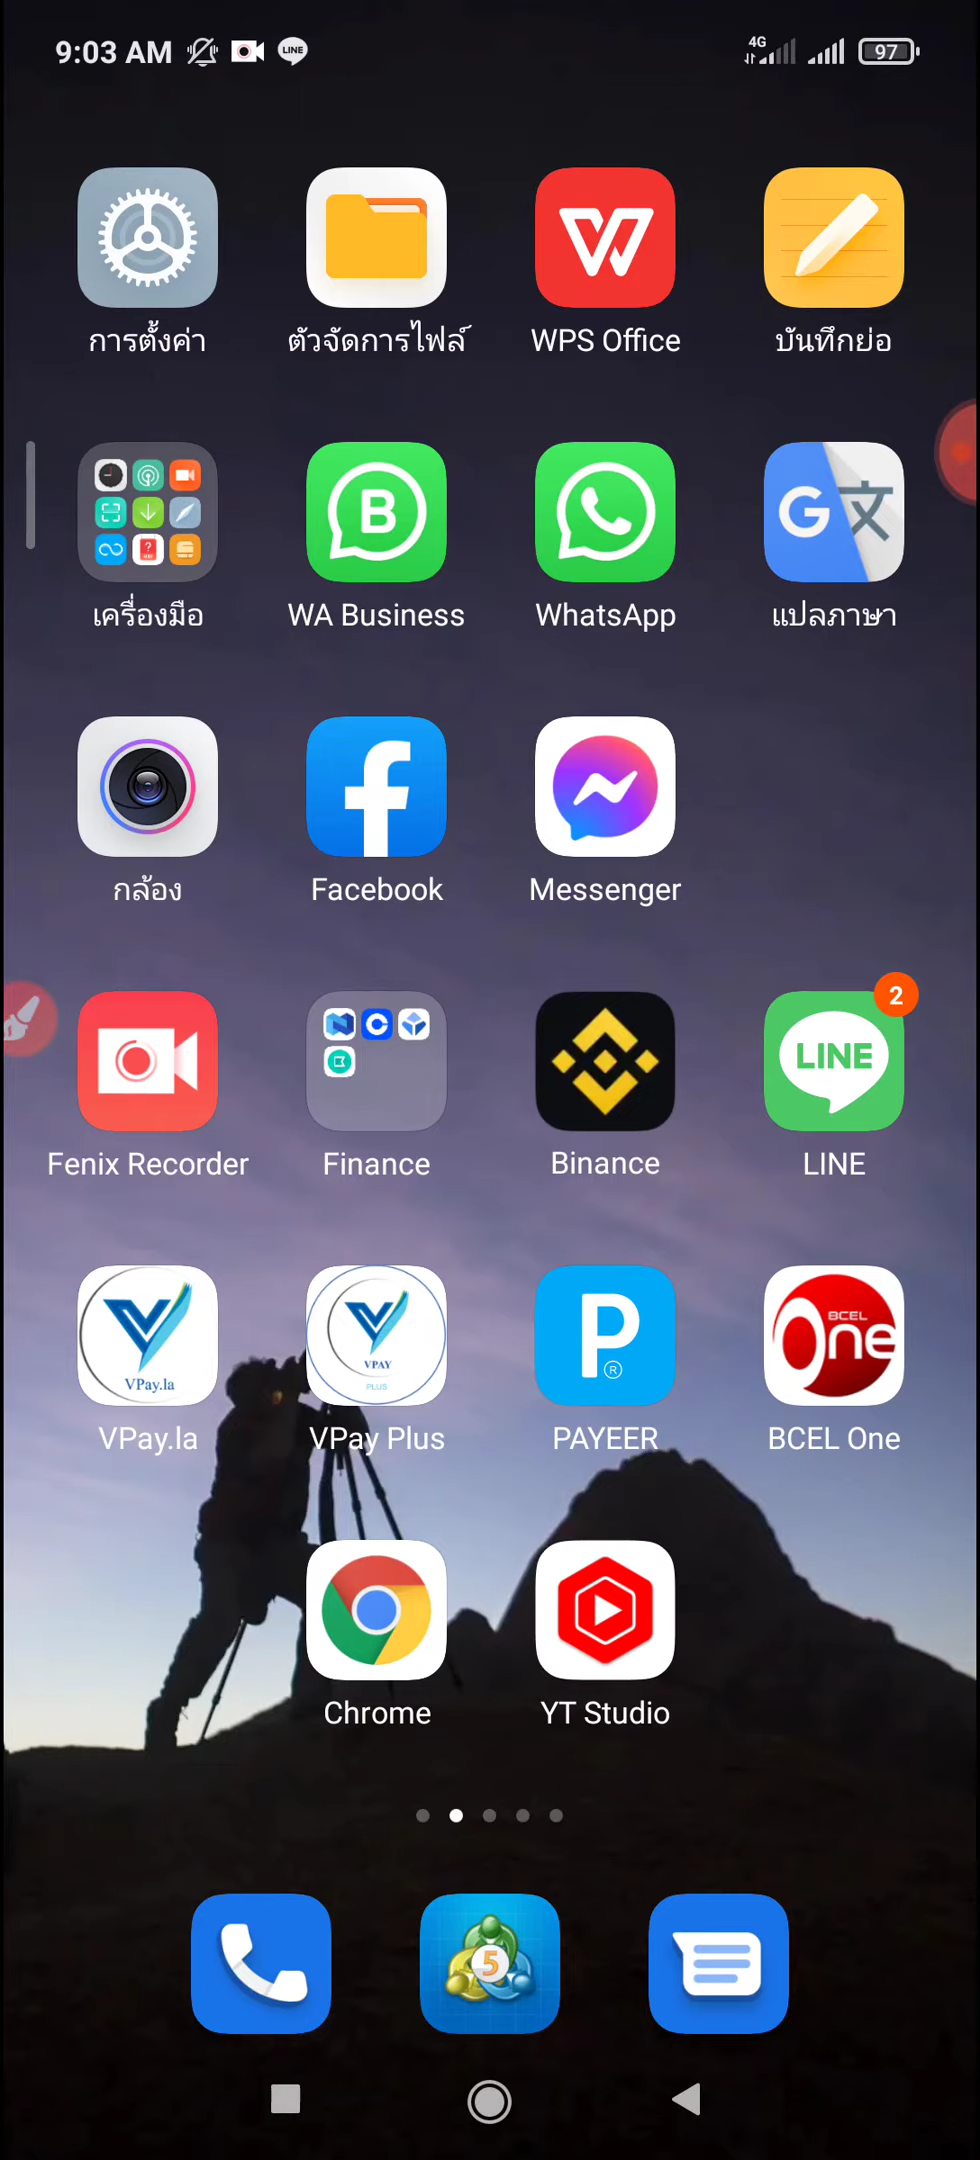 9:03 AM LINE 4G 97
การตั้งค่า ตัวจัดการไฟล์ WPS Office บันทึกย่อ
B G 文
เครื่องมือ WA Business WhatsApp แปลภาษา
กล้อง Facebook Messenger
2
LINE
Fenix Recorder Finance Binance LINE
VPay.la VPAY PLUS P ® BCEL One
VPay.la VPay Plus PAYEER BCEL One
Chrome YT Studio
5